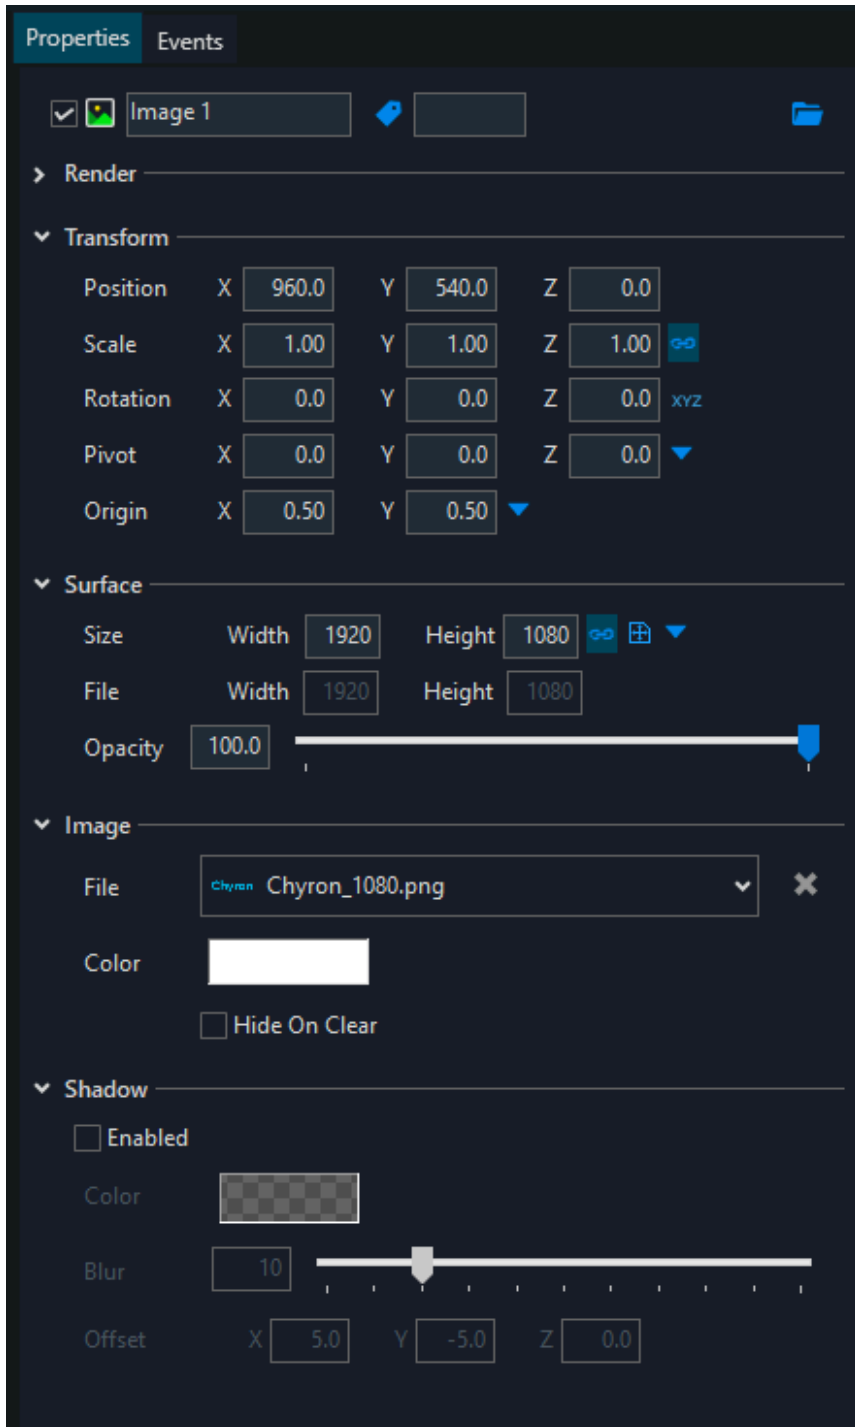 Properties Events
Image 1
Render
Transform
Position X 960.0 Y 540.0 Z 0.0
Scale X 1.00 Y 1.00 Z 1.00
Rotation X 0.0 Y 0.0 Z 0.0 XYZ
Pivot X 0.0 Y 0.0 Z 0.0
Origin X 0.50 Y 0.50
Surface
Size Width 1920 Height 1080
File Width 1920 Height 1080
Opacity 100.0
Image
File Chyron Chyron_1080.png
Color
Hide On Clear
Shadow
Enabled
Color
Blur 10
Offset X 5.0 Y -5.0 Z 0.0